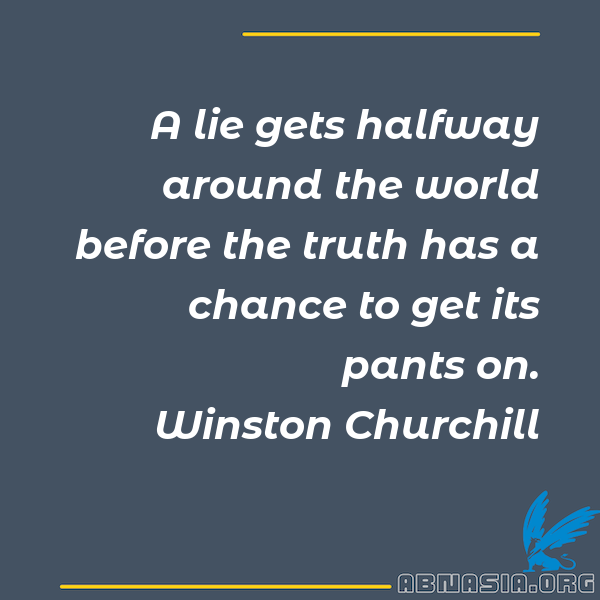 A lie gets halfway
around the world
before the truth has a
chance to get its
pants on.
Winston Churchill
ABNASIA.ORG